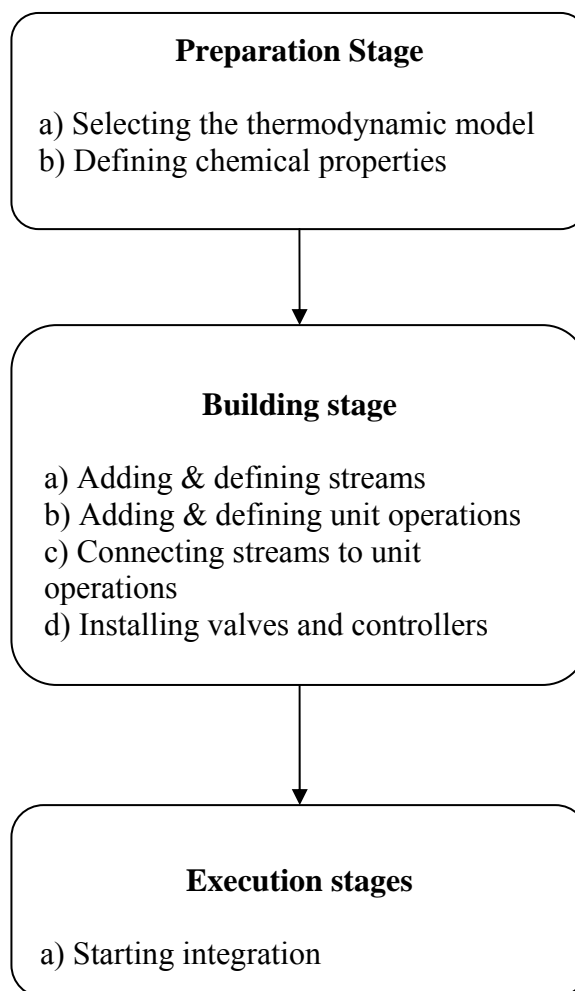 Preparation Stage
a) Selecting the thermodynamic model
b) Defining chemical properties
Building stage
a) Adding & defining streams
b) Adding & defining unit operations
c) Connecting streams to unit
operations
d) Installing valves and controllers
Execution stages
a) Starting integration